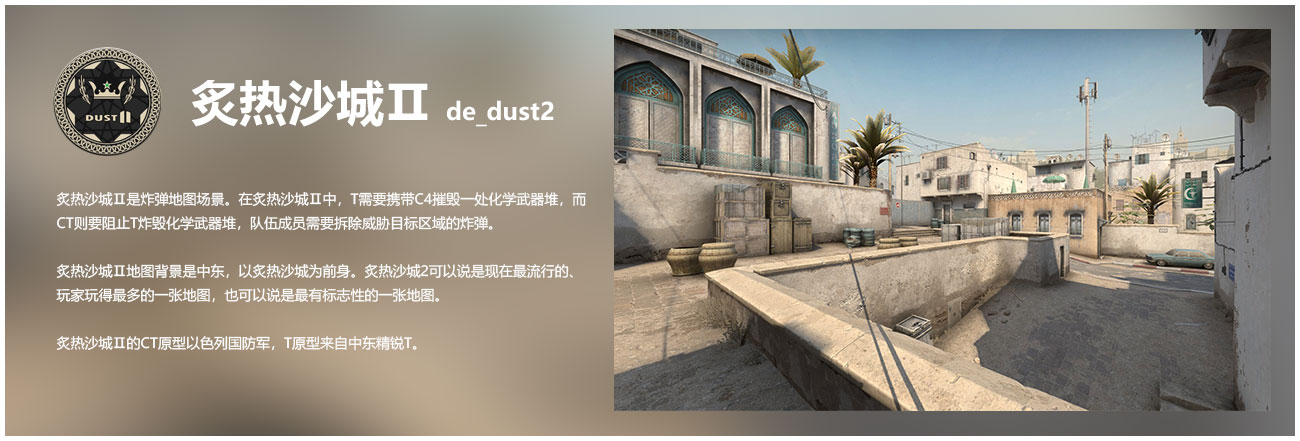 DUST II
炙热沙城Ⅱ de_dust2
炙热沙城Ⅱ是炸弹地图场景。在炙热沙城Ⅱ中，T需要携带C4摧毁一处化学武器堆，而
CT则要阻止T炸毁化学武器堆，队伍成员需要拆除威胁目标区域的炸弹。
炙热沙城Ⅱ地图背景是中东，以炙热沙城为前身。炙热沙城2可以说是现在最流行的、
玩家玩得最多的一张地图，也可以说是最有标志性的一张地图。
炙热沙城Ⅱ的CT原型以色列国防军，T原型来自中东精锐T。